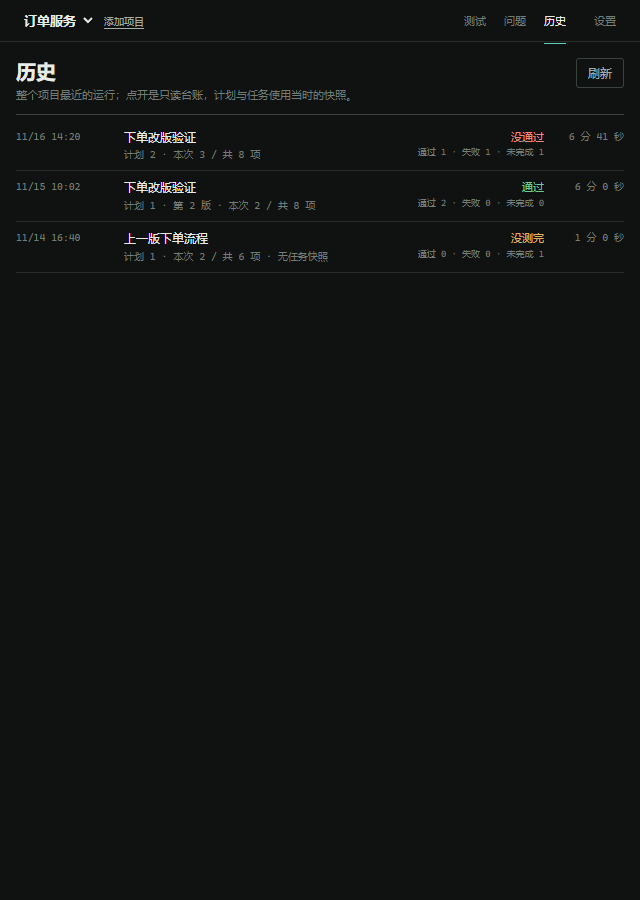 订单服务 添加项目 测试 问题 历史 设置
历史 刷新
整个项目最近的运行；点开是只读台账，计划与任务使用当时的快照。
11/16 14:20 下单改版验证 没通过 6 分 41 秒
计划 2 · 本次 3 / 共 8 项 通过 1 · 失败 1 · 未完成 1
11/15 10:02 下单改版验证 通过 6 分 0 秒
计划 1 · 第 2 版 · 本次 2 / 共 8 项 通过 2 · 失败 0 · 未完成 0
11/14 16:40 上一版下单流程 没测完 1 分 0 秒
计划 1 · 本次 2 / 共 6 项 · 无任务快照 通过 0 · 失败 0 · 未完成 1